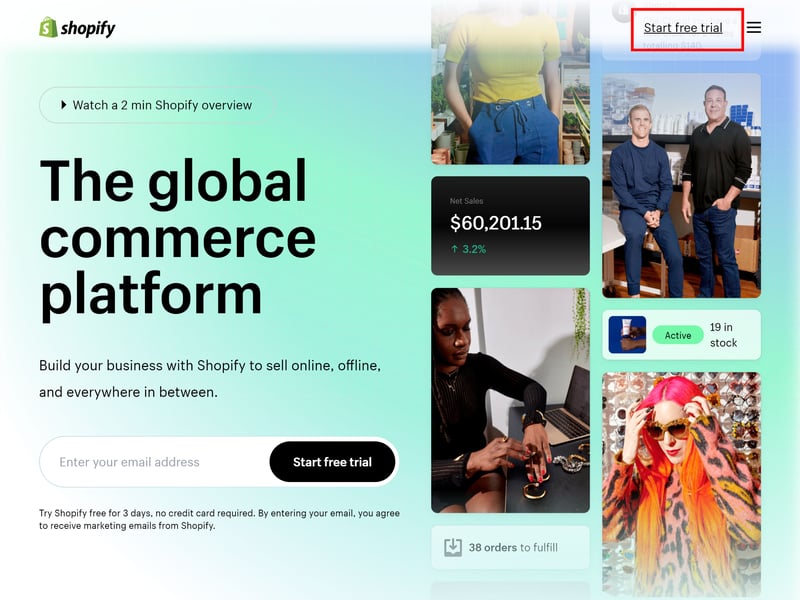 shopify
Start free trial
totalling $140
Watch a 2 min Shopify overview
The global
commerce
platform
Build your business with Shopify to sell online, offline,
and everywhere in between.
Enter your email address
Start free trial
Try Shopify free for 3 days, no credit card required. By entering your email, you agree
to receive marketing emails from Shopify.
Net Sales
$60,201.15
↑ 3.2%
Active
19 in
stock
38 orders to fulfill